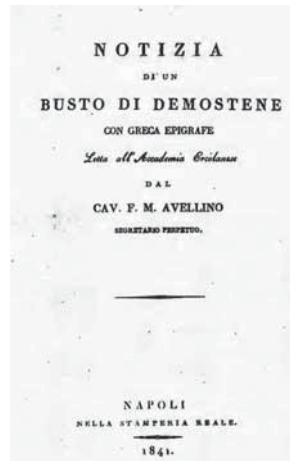 NOTIZIA
DI UN
BUSTO DI DEMOSTENE
CON GRECA EPIGRAFE
Letta all'Accademia Ercolanese
DAL
CAV. F. M. AVELLINO
SEGRETARIO PERPETUO.
NAPOLI
NELLA STAMPERIA REALE.
1841.